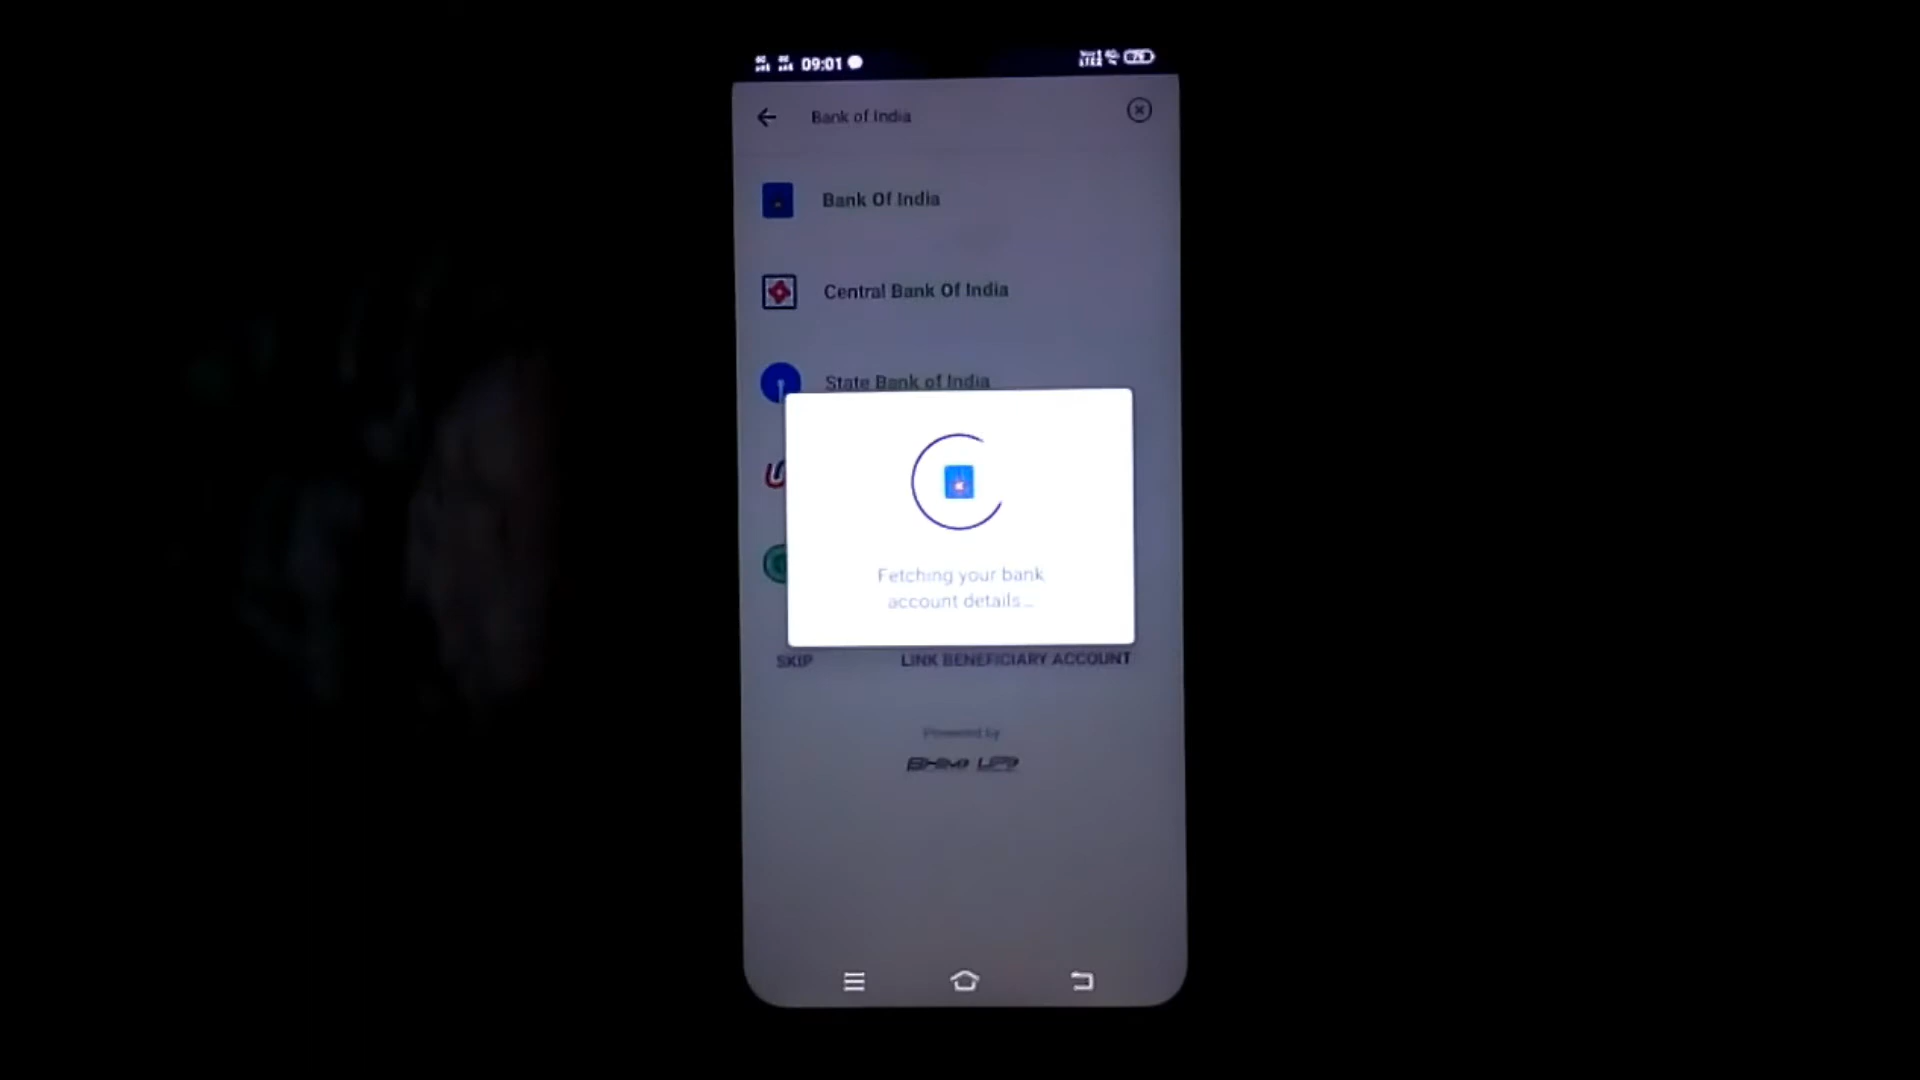 09:01
Bank of India
Bank Of India
Central Bank Of India
State Bank of India
Fetching your bank
account details...
SKIP
LINK BENEFICIARY ACCOUNT
Powered by
BHIM UPI